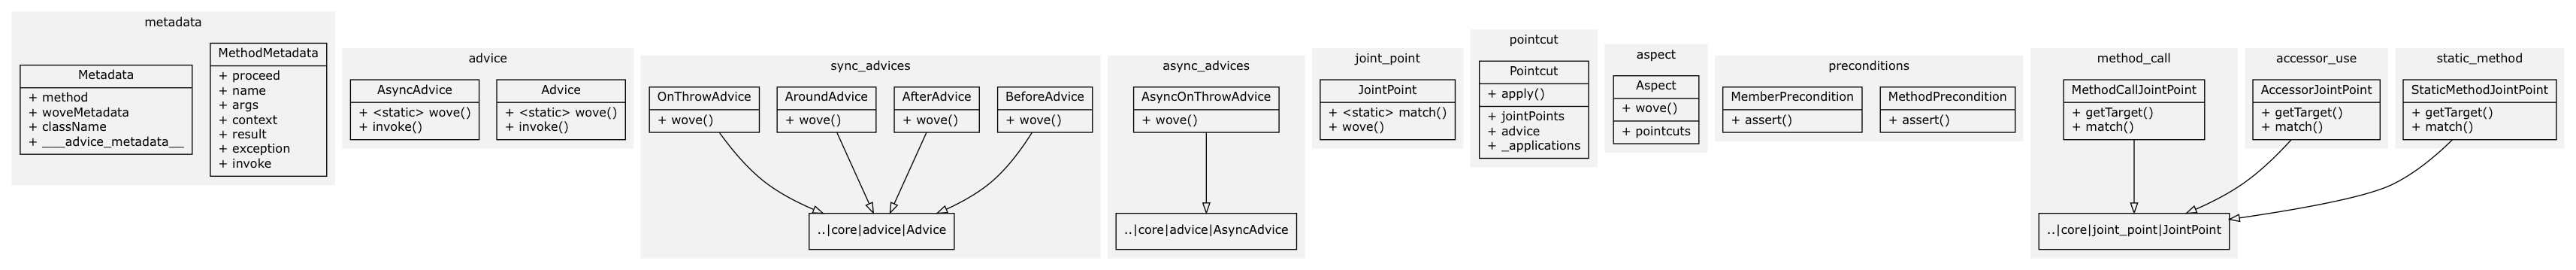 metadata
Metadata
+ method
+ woveMetadata
+ className
+ ___advice_metadata__
MethodMetadata
+ proceed
+ name
+ args
+ context
+ result
+ exception
+ invoke
advice
AsyncAdvice
+ <static> wove()
+ invoke()
Advice
+ <static> wove()
+ invoke()
sync_advices
OnThrowAdvice
+ wove()
AroundAdvice
+ wove()
AfterAdvice
+ wove()
BeforeAdvice
+ wove()
..|core|advice|Advice
async_advices
AsyncOnThrowAdvice
+ wove()
..|core|advice|AsyncAdvice
joint_point
JointPoint
+ <static> match()
+ wove()
pointcut
Pointcut
+ apply()
+ jointPoints
+ advice
+ _applications
aspect
Aspect
+ wove()
+ pointcuts
preconditions
MemberPrecondition
+ assert()
MethodPrecondition
+ assert()
method_call
MethodCallJointPoint
+ getTarget()
+ match()
..|core|joint_point|JointPoint
accessor_use
AccessorJointPoint
+ getTarget()
+ match()
static_method
StaticMethodJointPoint
+ getTarget()
+ match()